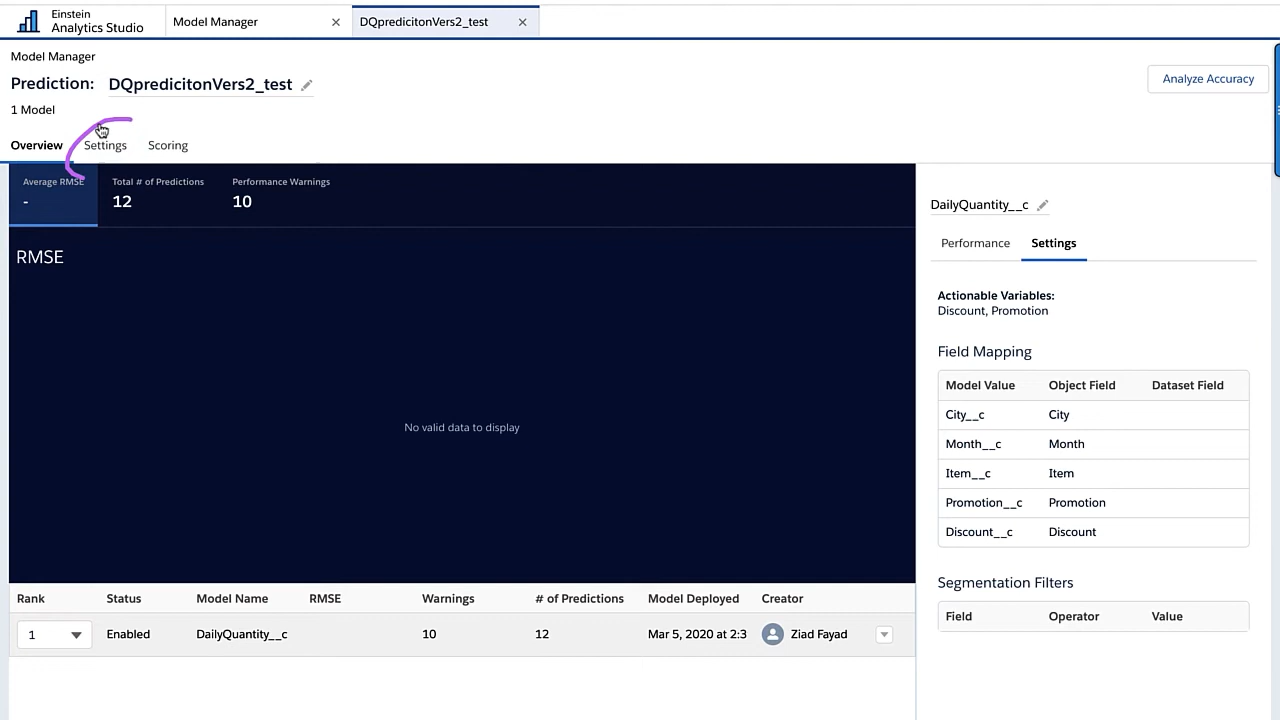 Einstein
Analytics Studio
Model Manager
DQpredicitonVers2_test
Model Manager
Prediction: DQpredicitonVers2_test
Analyze Accuracy
1 Model
Overview Settings Scoring
Average RMSE Total # of Predictions Performance Warnings
- 12 10
RMSE
No valid data to display
Rank Status Model Name RMSE Warnings # of Predictions Model Deployed Creator
1 Enabled DailyQuantity__c 10 12 Mar 5, 2020 at 2:3 Ziad Fayad
DailyQuantity__c
Performance Settings
Actionable Variables:
Discount, Promotion
Field Mapping
Model Value Object Field Dataset Field
City__c City
Month__c Month
Item__c Item
Promotion__c Promotion
Discount__c Discount
Segmentation Filters
Field Operator Value